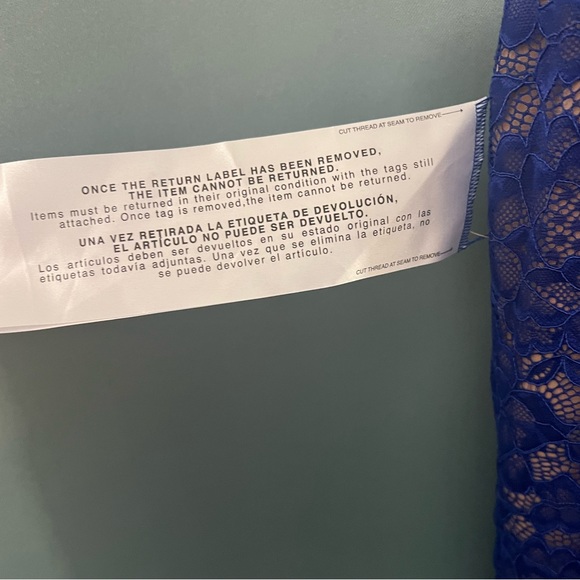 CUT THREAD AT SEAM TO REMOVE
ONCE THE RETURN LABEL HAS BEEN REMOVED,
THE ITEM CANNOT BE RETURNED.
Items must be returned in their original condition with the tags still
attached. Once tag is removed,the item cannot be returned.
UNA VEZ RETIRADA LA ETIQUETA DE DEVOLUCIÓN,
EL ARTÍCULO NO PUEDE SER DEVUELTO.
Los articulos deben ser devueltos en su estado original con las
etiquetas todavía adjuntas. Una vez que se elimina la etiqueta, no
se puede devolver el artículo.
CUT THREAD AT SEAM TO REMOVE